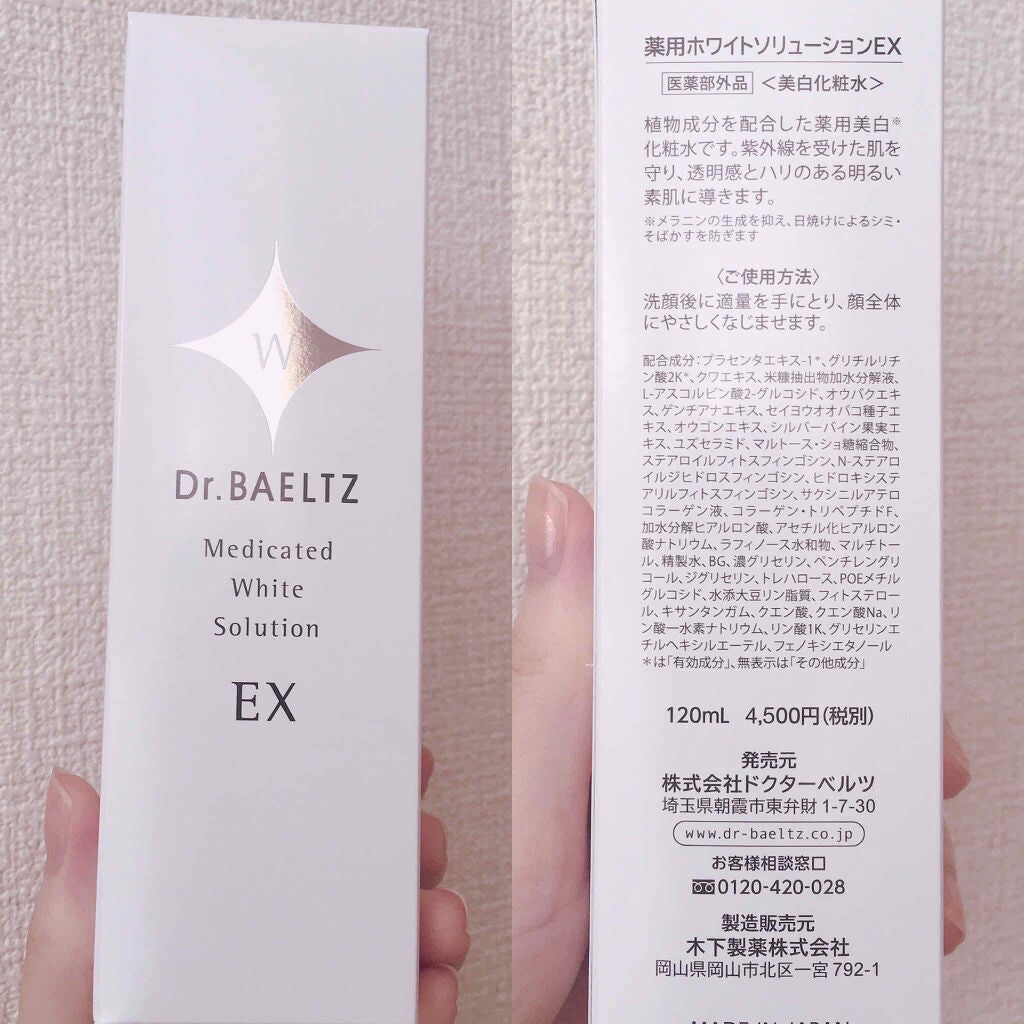 W
Dr.BAELTZ
Medicated
White
Solution
EX
薬用ホワイトソリューションEX
医薬部外品 <美白化粧水>
植物成分を配合した薬用美白※
化粧水です。紫外線を受けた肌を
守り、透明感とハリのある明るい
素肌に導きます。
※メラニンの生成を抑え、日焼けによるシミ・
そばかすを防ぎます
〈ご使用方法〉
洗顔後に適量を手にとり、顔全体
にやさしくなじませます。
配合成分:プラセンタエキス-1*、グリチルリチ
ン酸2K*、クワエキス、米糠抽出物加水分解液、
L-アスコルビン酸2-グルコシド、オウバクエキ
ス、ゲンチアナエキス、セイヨウオオバコ種子エ
キス、オウゴンエキス、シルバーバイン果実エ
キス、ユズセラミド、マルトース・ショ糖縮合物、
ステアロイルフィトスフィンゴシン、N-ステアロ
イルジヒドロスフィンゴシン、ヒドロキシステ
アリルフィトスフィンゴシン、サクシニルアテロ
コラーゲン液、コラーゲン・トリペプチドF、
加水分解ヒアルロン酸、アセチル化ヒアルロン
酸ナトリウム、ラフィノース水和物、マルチトー
ル、精製水、BG、濃グリセリン、ペンチレングリ
コール、ジグリセリン、トレハロース、POEメチル
グルコシド、水添大豆リン脂質、フィトステロー
ル、キサンタンガム、クエン酸、クエン酸Na、リ
ン酸一水素ナトリウム、リン酸1K、グリセリンエ
チルヘキシルエーテル、フェノキシエタノール
*は「有効成分」、無表示は「その他成分」
120mL 4,500円(税別)
発売元
株式会社ドクターベルツ
埼玉県朝霞市東弁財1-7-30
www.dr-baeltz.co.jp
お客様相談窓口
0120-420-028
製造販売元
木下製薬株式会社
岡山県岡山市北区一宮792-1
MADE IN JAPAN